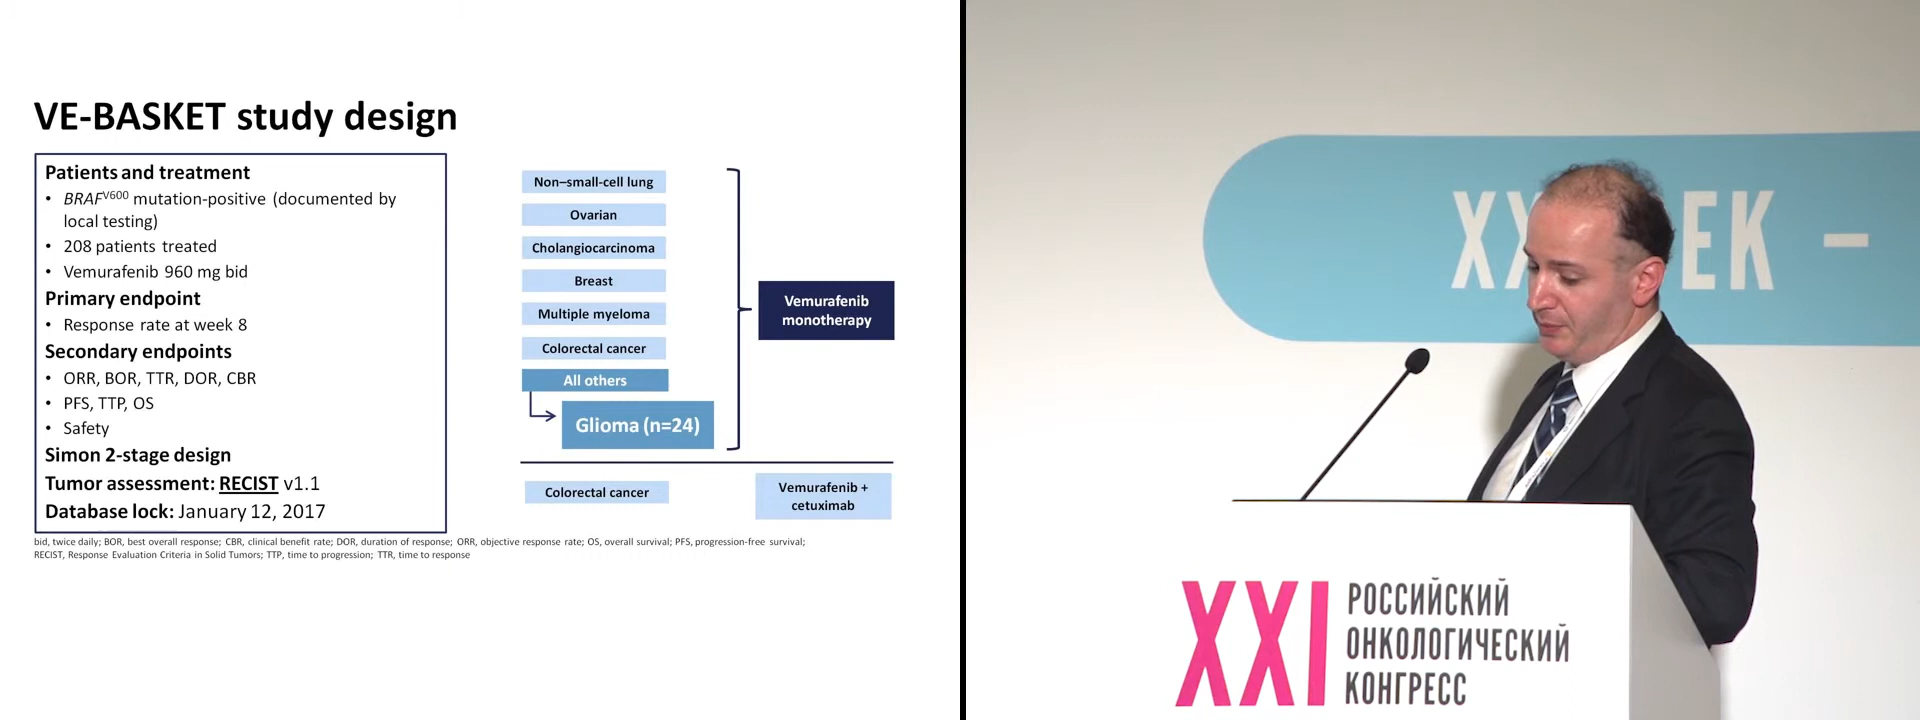 VE-BASKET study design
Patients and treatment
• BRAFV600 mutation-positive (documented by
local testing)
• 208 patients treated
• Vemurafenib 960 mg bid
Primary endpoint
• Response rate at week 8
Secondary endpoints
• ORR, BOR, TTR, DOR, CBR
• PFS, TTP, OS
• Safety
Simon 2-stage design
Tumor assessment: RECIST v1.1
Database lock: January 12, 2017
Non–small-cell lung
Ovarian
Cholangiocarcinoma
Breast
Multiple myeloma
Colorectal cancer
All others
Glioma (n=24)
Vemurafenib
monotherapy
Colorectal cancer
Vemurafenib +
cetuximab
bid, twice daily; BOR, best overall response; CBR, clinical benefit rate; DOR, duration of response; ORR, objective response rate; OS, overall survival; PFS, progression-free survival;
RECIST, Response Evaluation Criteria in Solid Tumors; TTP, time to progression; TTR, time to response
XXI
РОССИЙСКИЙ
ОНКОЛОГИЧЕСКИЙ
КОНГРЕСС